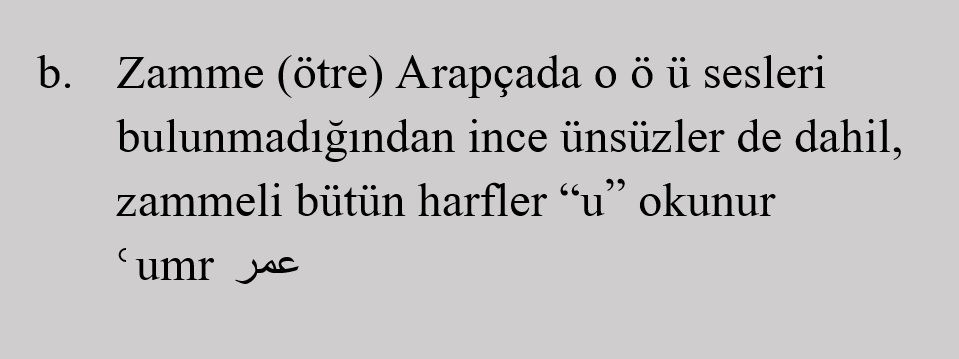 b. Zamme (ötre) Arapçada o ö ü sesleri
bulunmadığından ince ünsüzler de dahil,
zammeli bütün harfler “u” okunur
ʿumr عمر